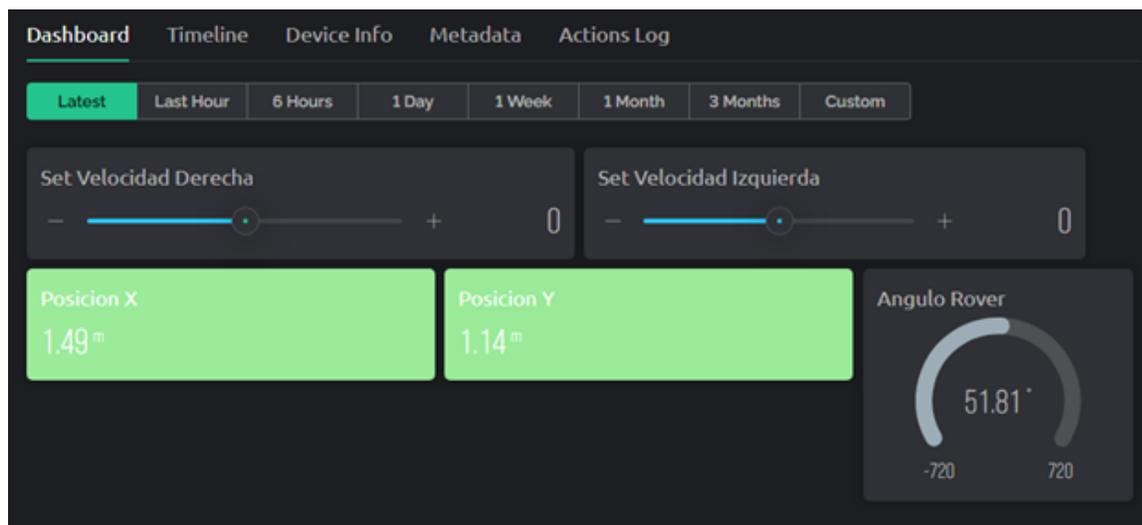 Dashboard Timeline Device Info Metadata Actions Log
Latest Last Hour 6 Hours 1 Day 1 Week 1 Month 3 Months Custom
Set Velocidad Derecha
− + 0
Set Velocidad Izquierda
− + 0
Posicion X
1.49 m
Posicion Y
1.14 m
Angulo Rover
51.81 °
-720 720